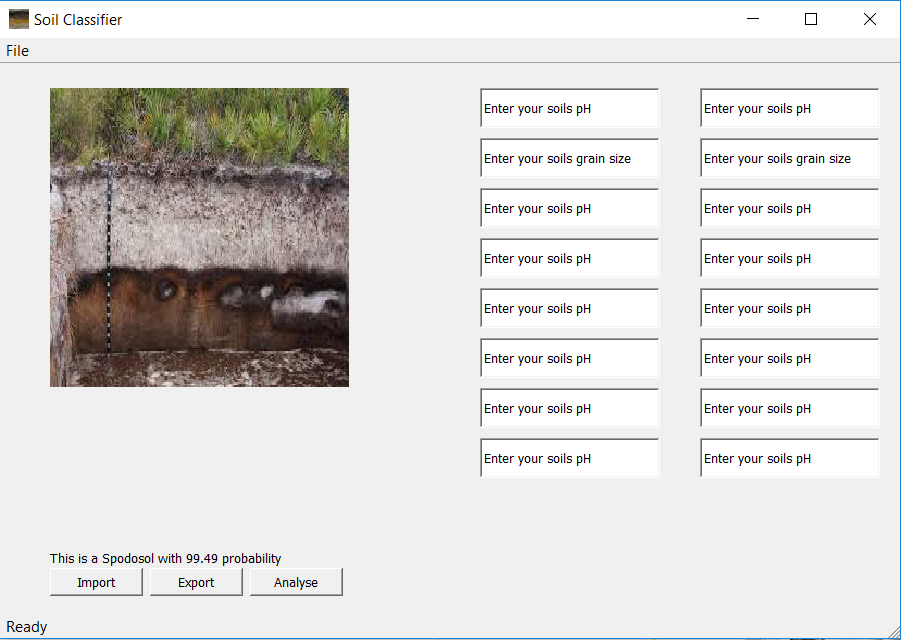 Soil Classifier
File
Enter your soils pH
Enter your soils pH
Enter your soils grain size
Enter your soils grain size
Enter your soils pH
Enter your soils pH
Enter your soils pH
Enter your soils pH
Enter your soils pH
Enter your soils pH
Enter your soils pH
Enter your soils pH
Enter your soils pH
Enter your soils pH
Enter your soils pH
Enter your soils pH
This is a Spodosol with 99.49 probability
Import
Export
Analyse
Ready